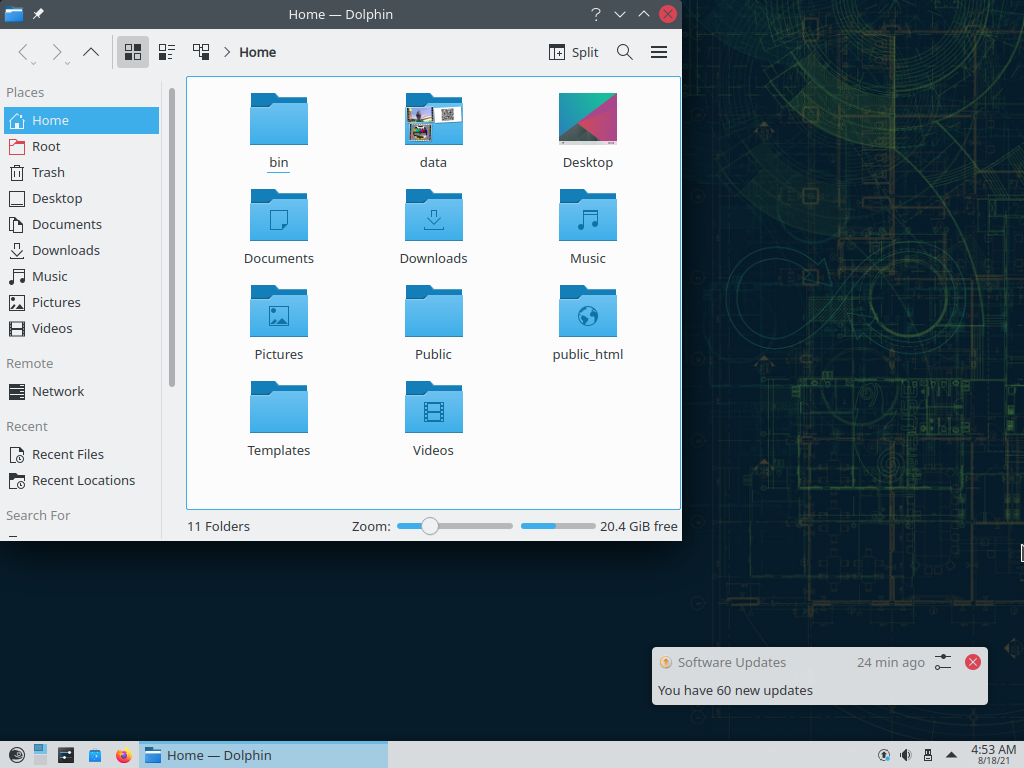 Home — Dolphin
Home
Split
Places
Home
Root
Trash
Desktop
Documents
Downloads
Music
Pictures
Videos
Remote
Network
Recent
Recent Files
Recent Locations
Search For
bin
data
Desktop
Documents
Downloads
Music
Pictures
Public
public_html
Templates
Videos
11 Folders
Zoom:
20.4 GiB free
Software Updates
24 min ago
You have 60 new updates
Home — Dolphin
4:53 AM
8/18/21